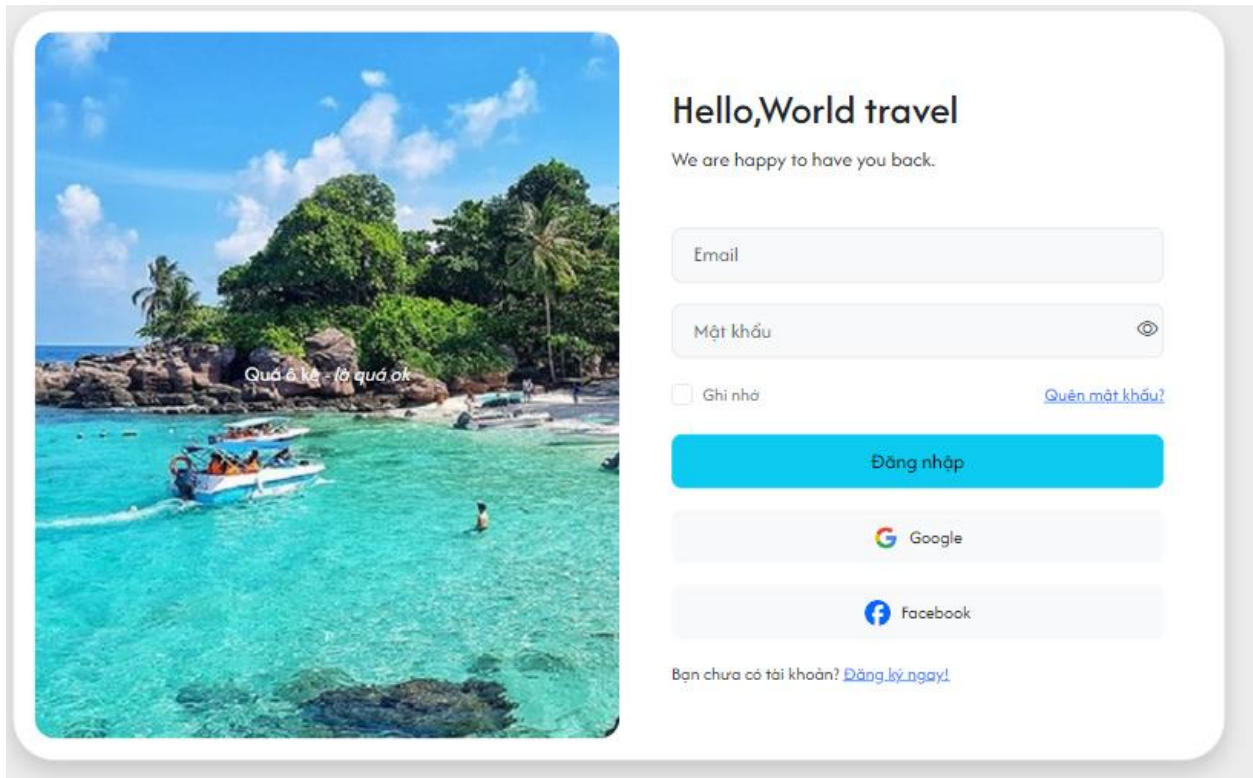 Hello,World travel
We are happy to have you back.
Email
Mật khẩu
Quá ô kê - là quá ok
Ghi nhớ
Quên mật khẩu?
Đăng nhập
Google
Facebook
Bạn chưa có tài khoản? Đăng ký ngay!